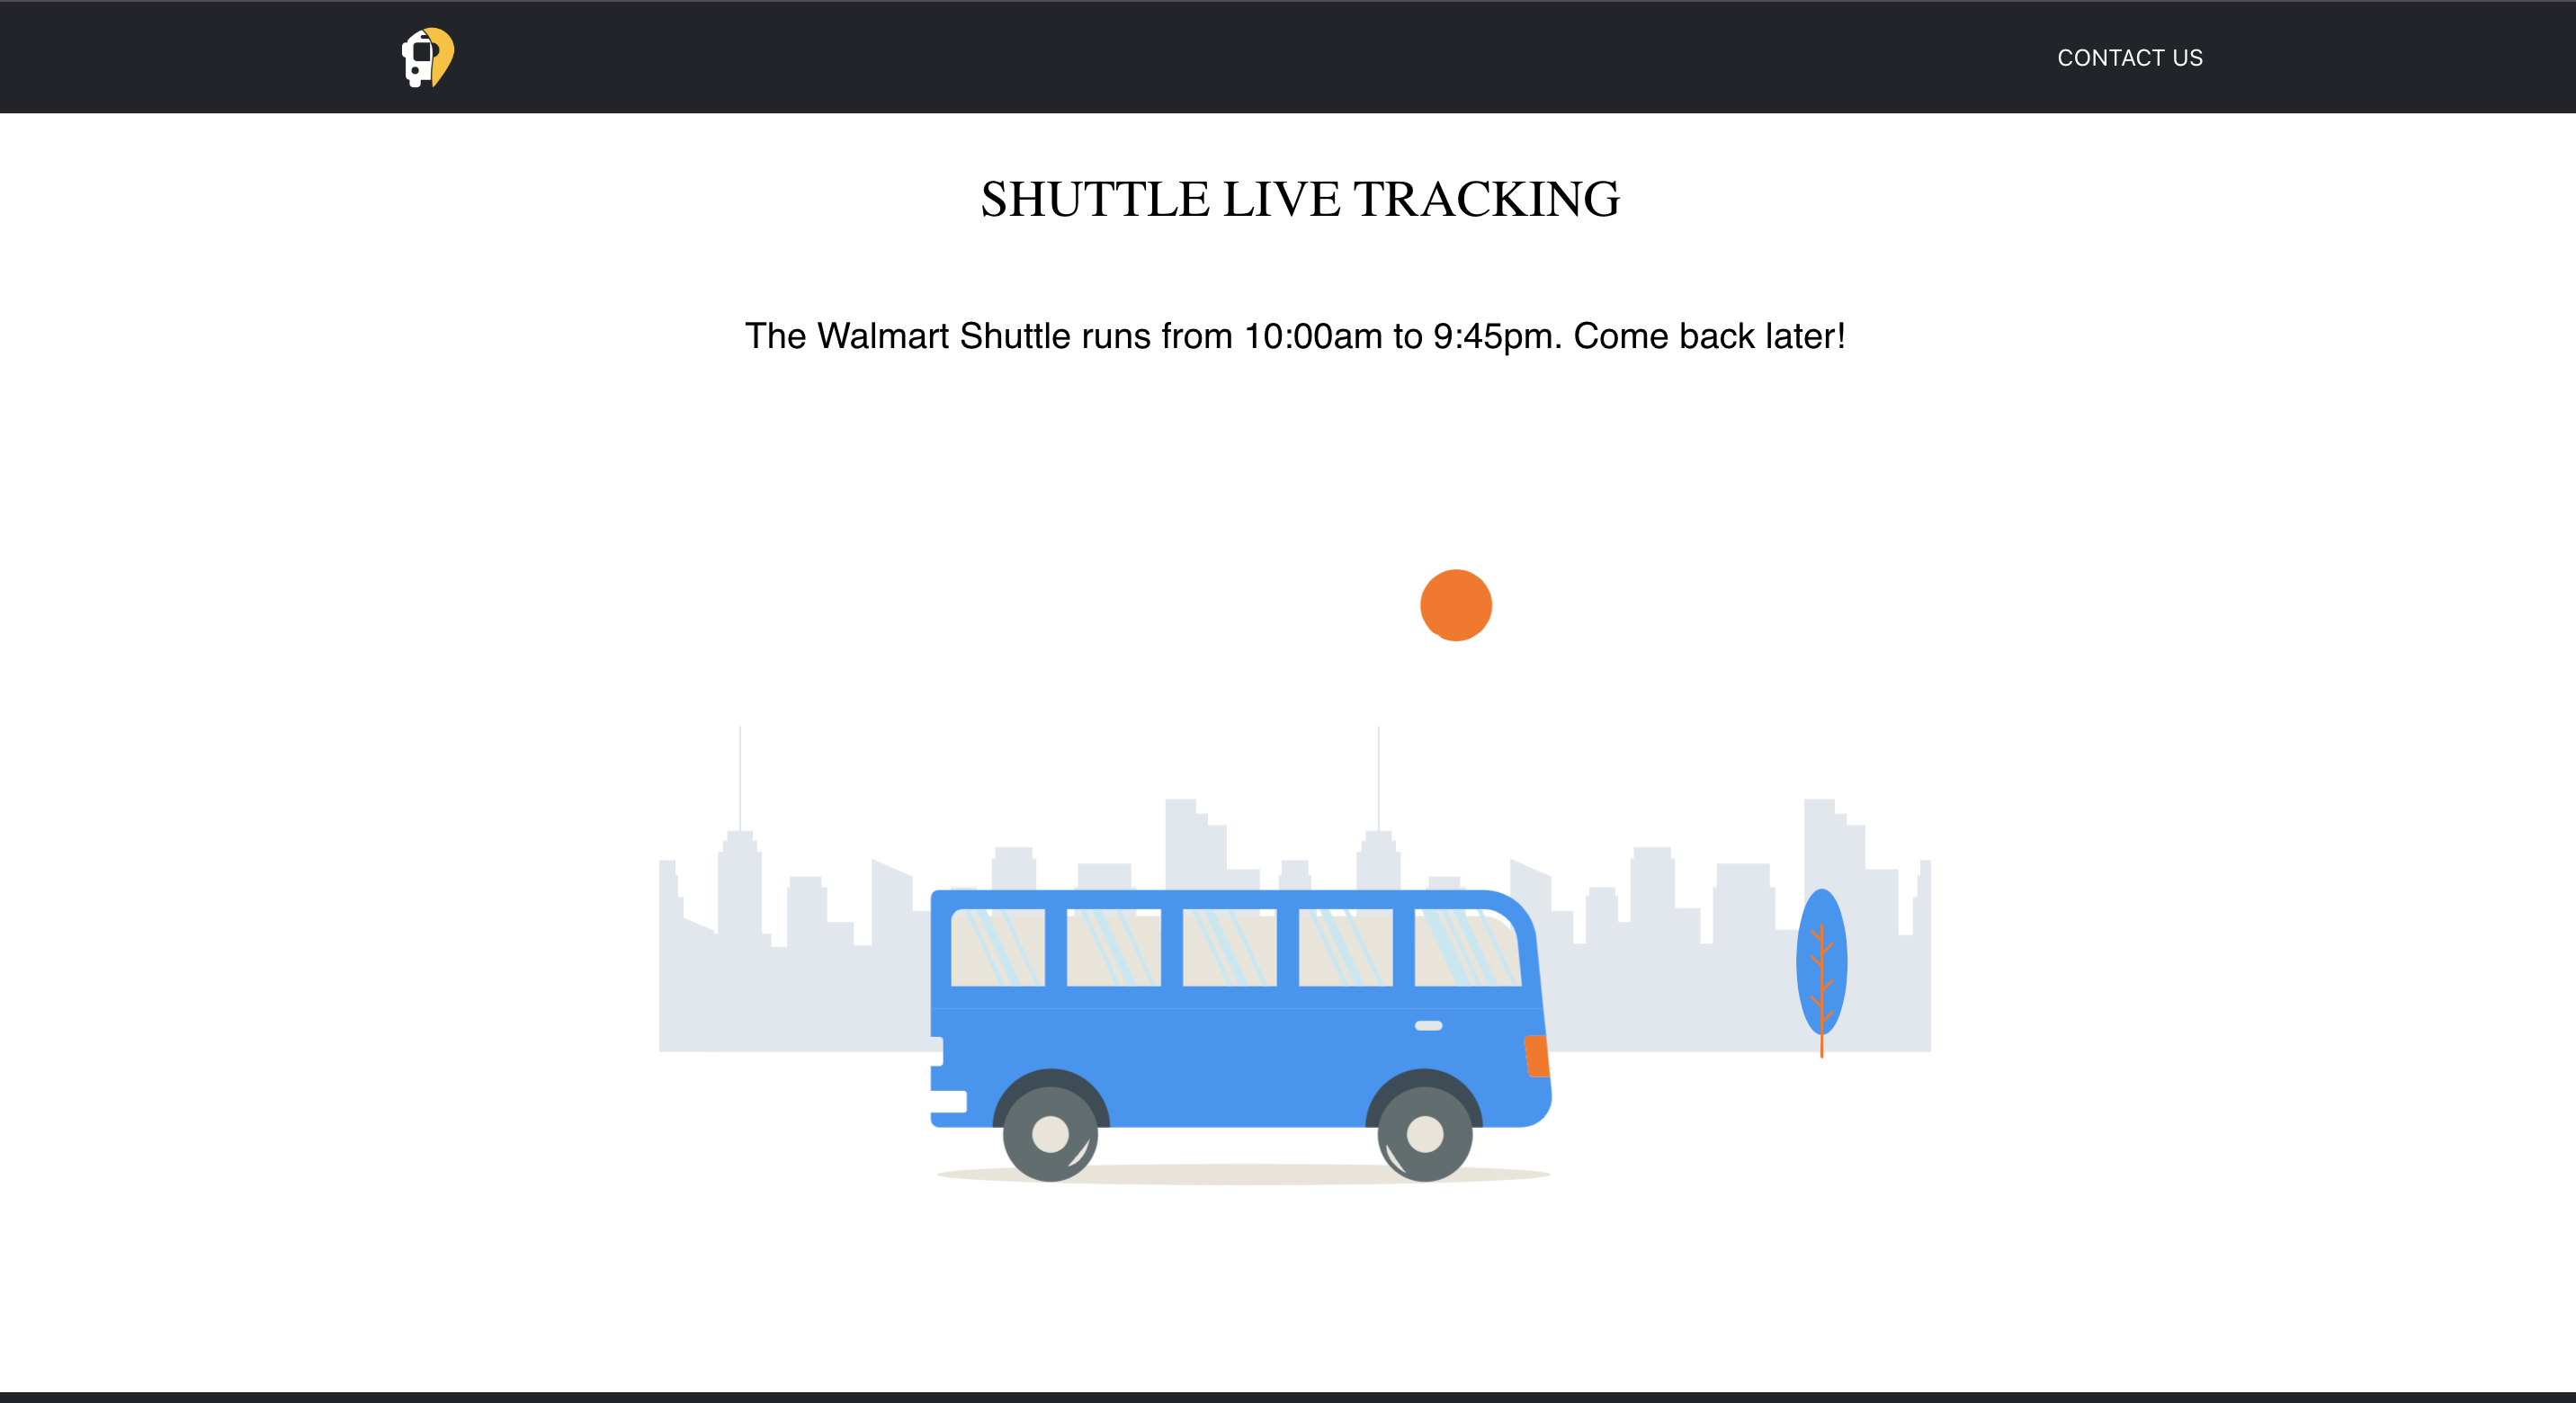 CONTACT US
SHUTTLE LIVE TRACKING
The Walmart Shuttle runs from 10:00am to 9:45pm. Come back later!